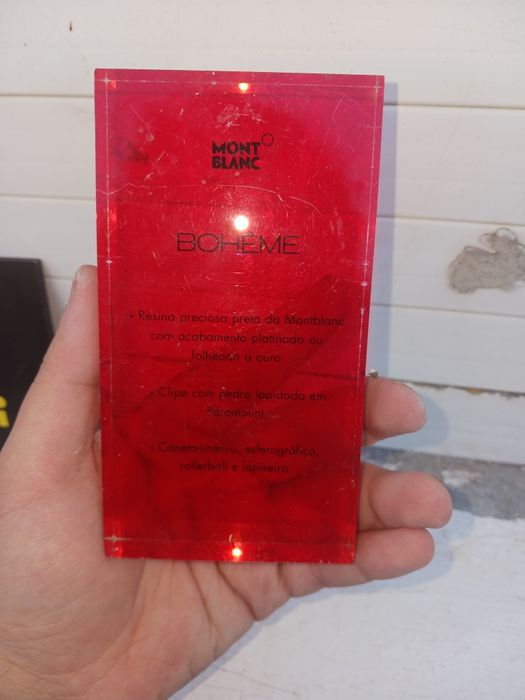 MONT
BLANC
BOHÈME
• Resina preciosa preta da Montblanc
com acabamento platinado ou
folheado a ouro
• Clipe com pedra lapidada em
Paramount
• Caneta-tinteiro, esferográfica,
rollerball e lapiseira